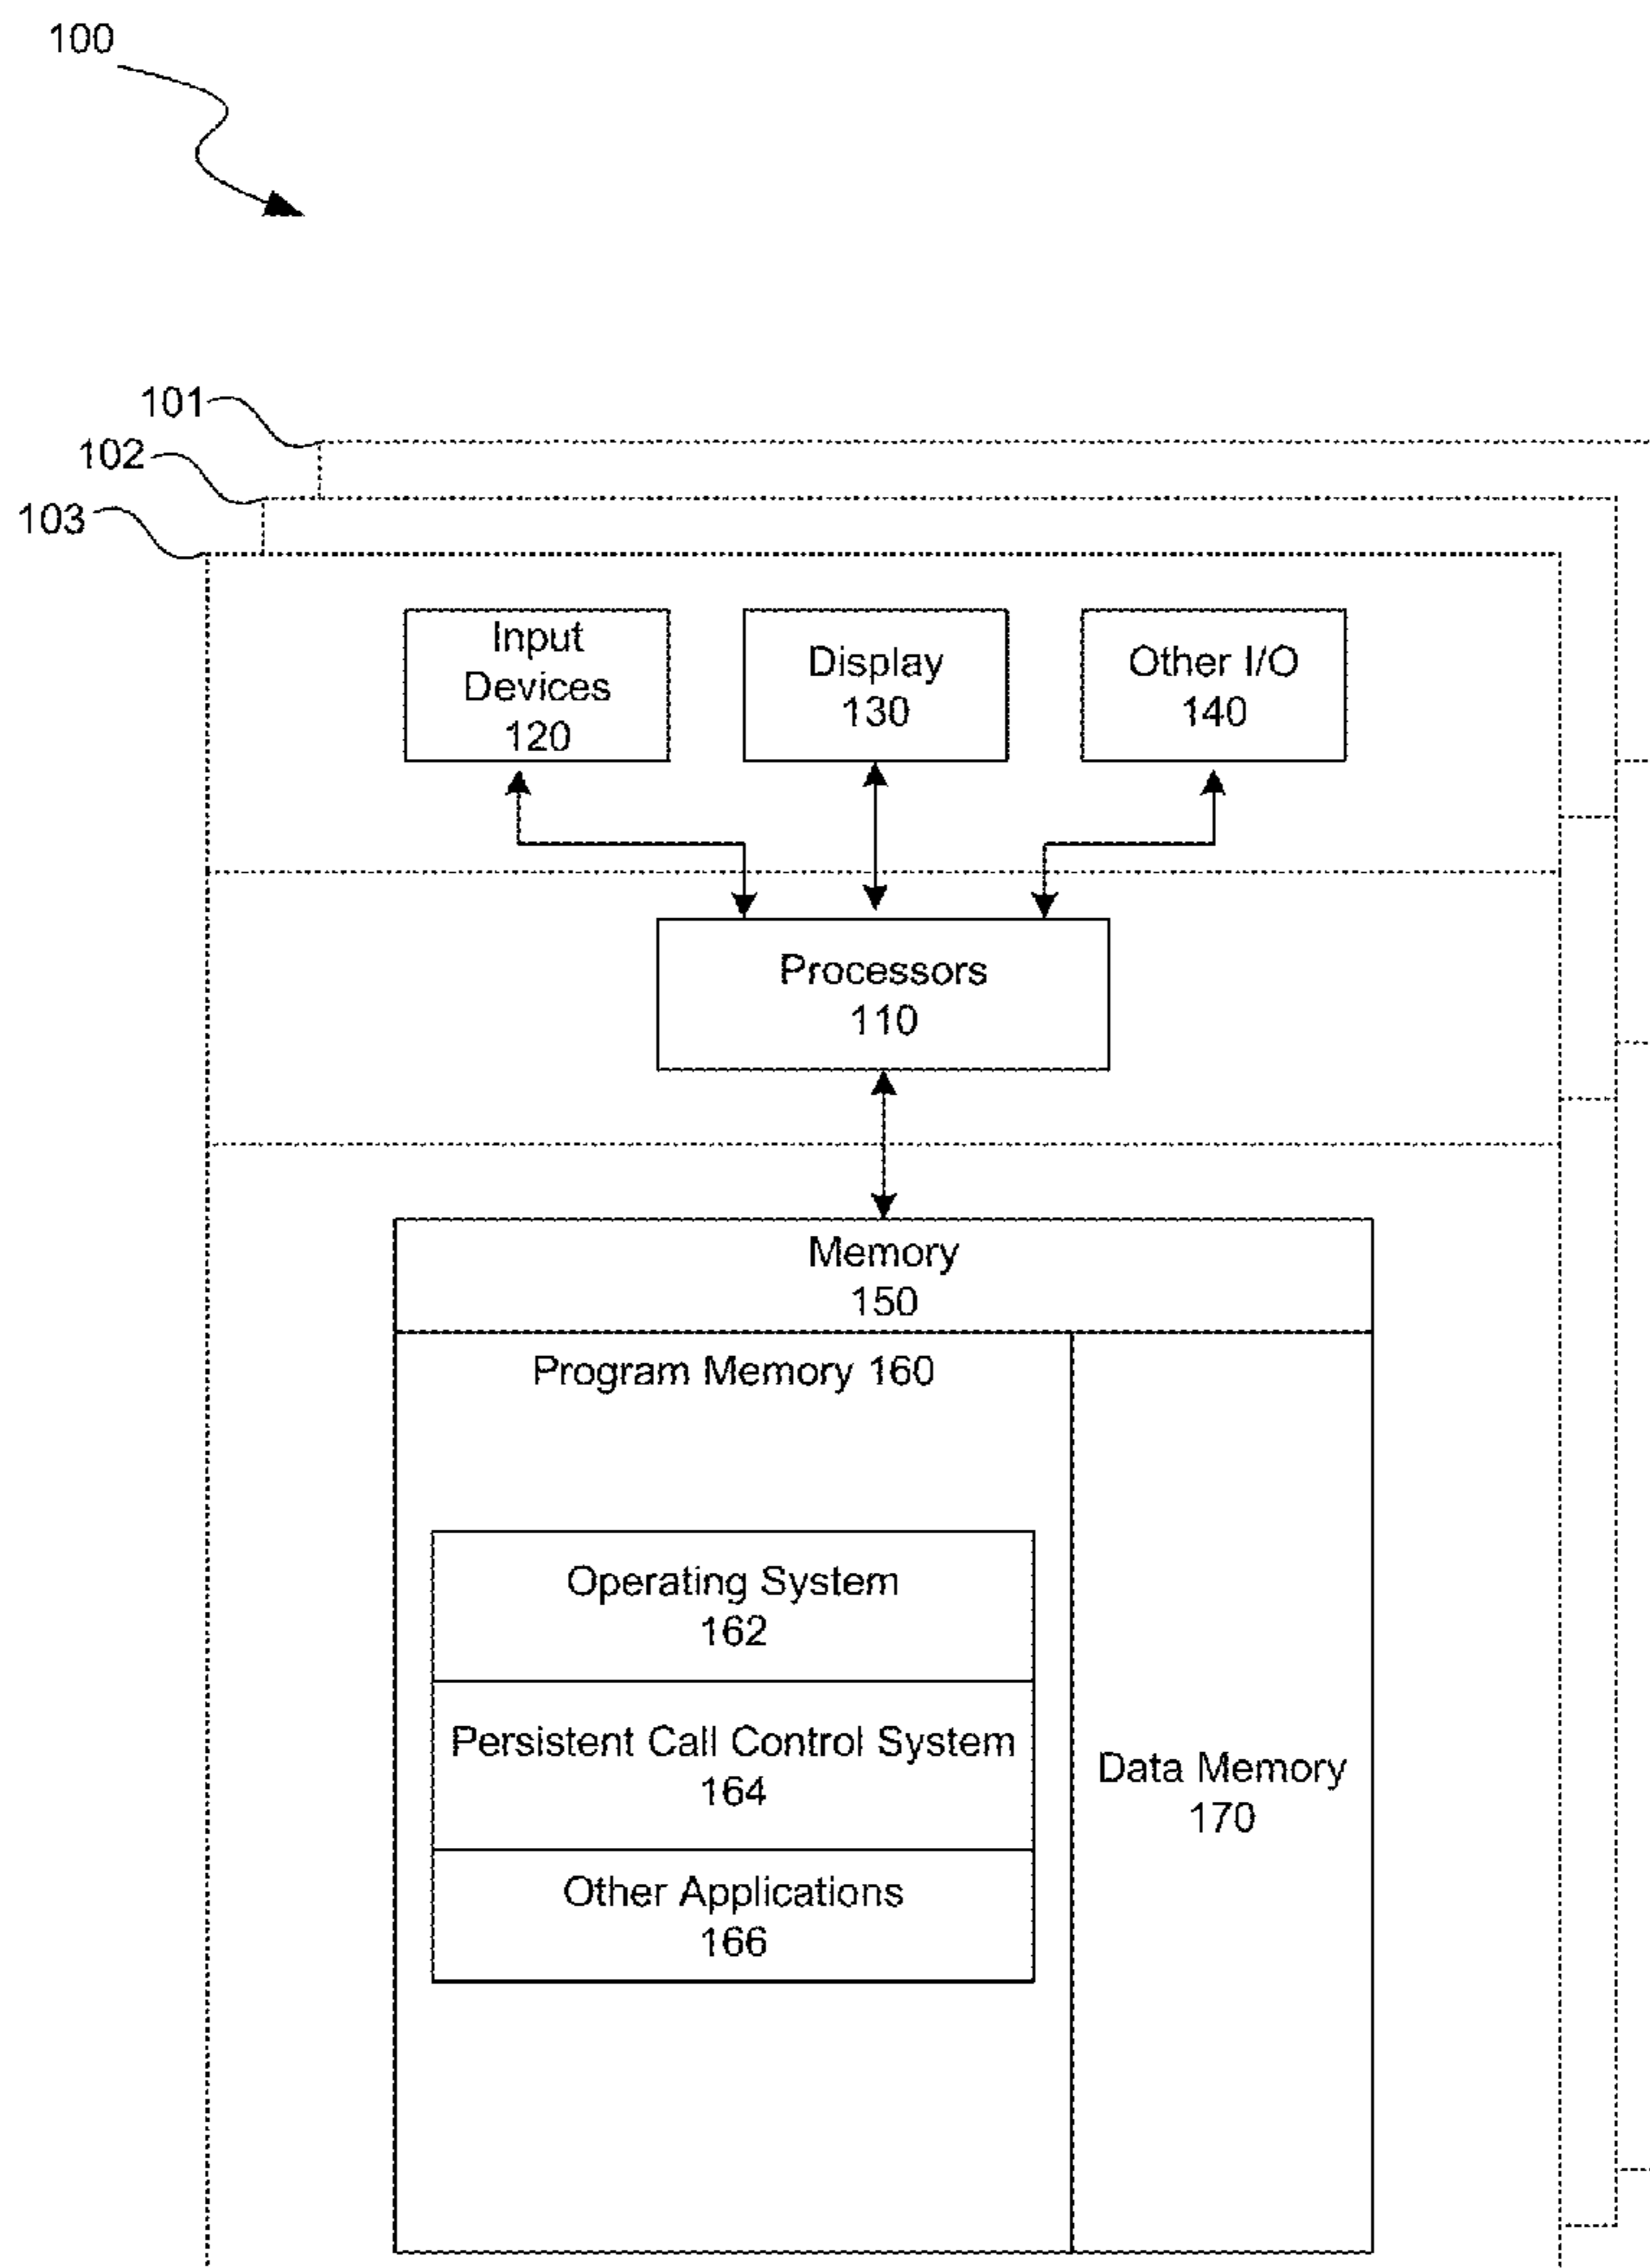 100
101
102
103
Input
Devices
120
Display
130
Other I/O
140
Processors
110
Memory
150
Program Memory 160
Operating System
162
Persistent Call Control System
164
Other Applications
166
Data Memory
170